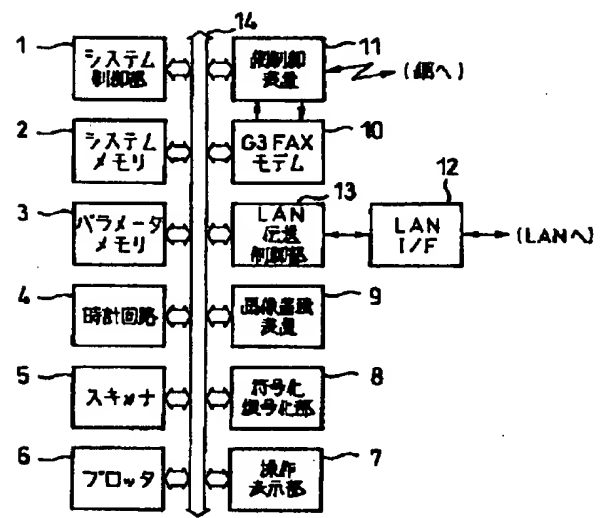 14
1
システム
制御部
11
網制御
装置
(網へ)
2
システム
メモリ
10
G3 FAX
モデム
3
パラメータ
メモリ
13
LAN
伝送
制御部
12
LAN
I/F
(LANへ)
4
時計回路
9
画像蓄積
装置
5
スキャナ
8
符号化
復号化部
6
プロッタ
7
操作
表示部